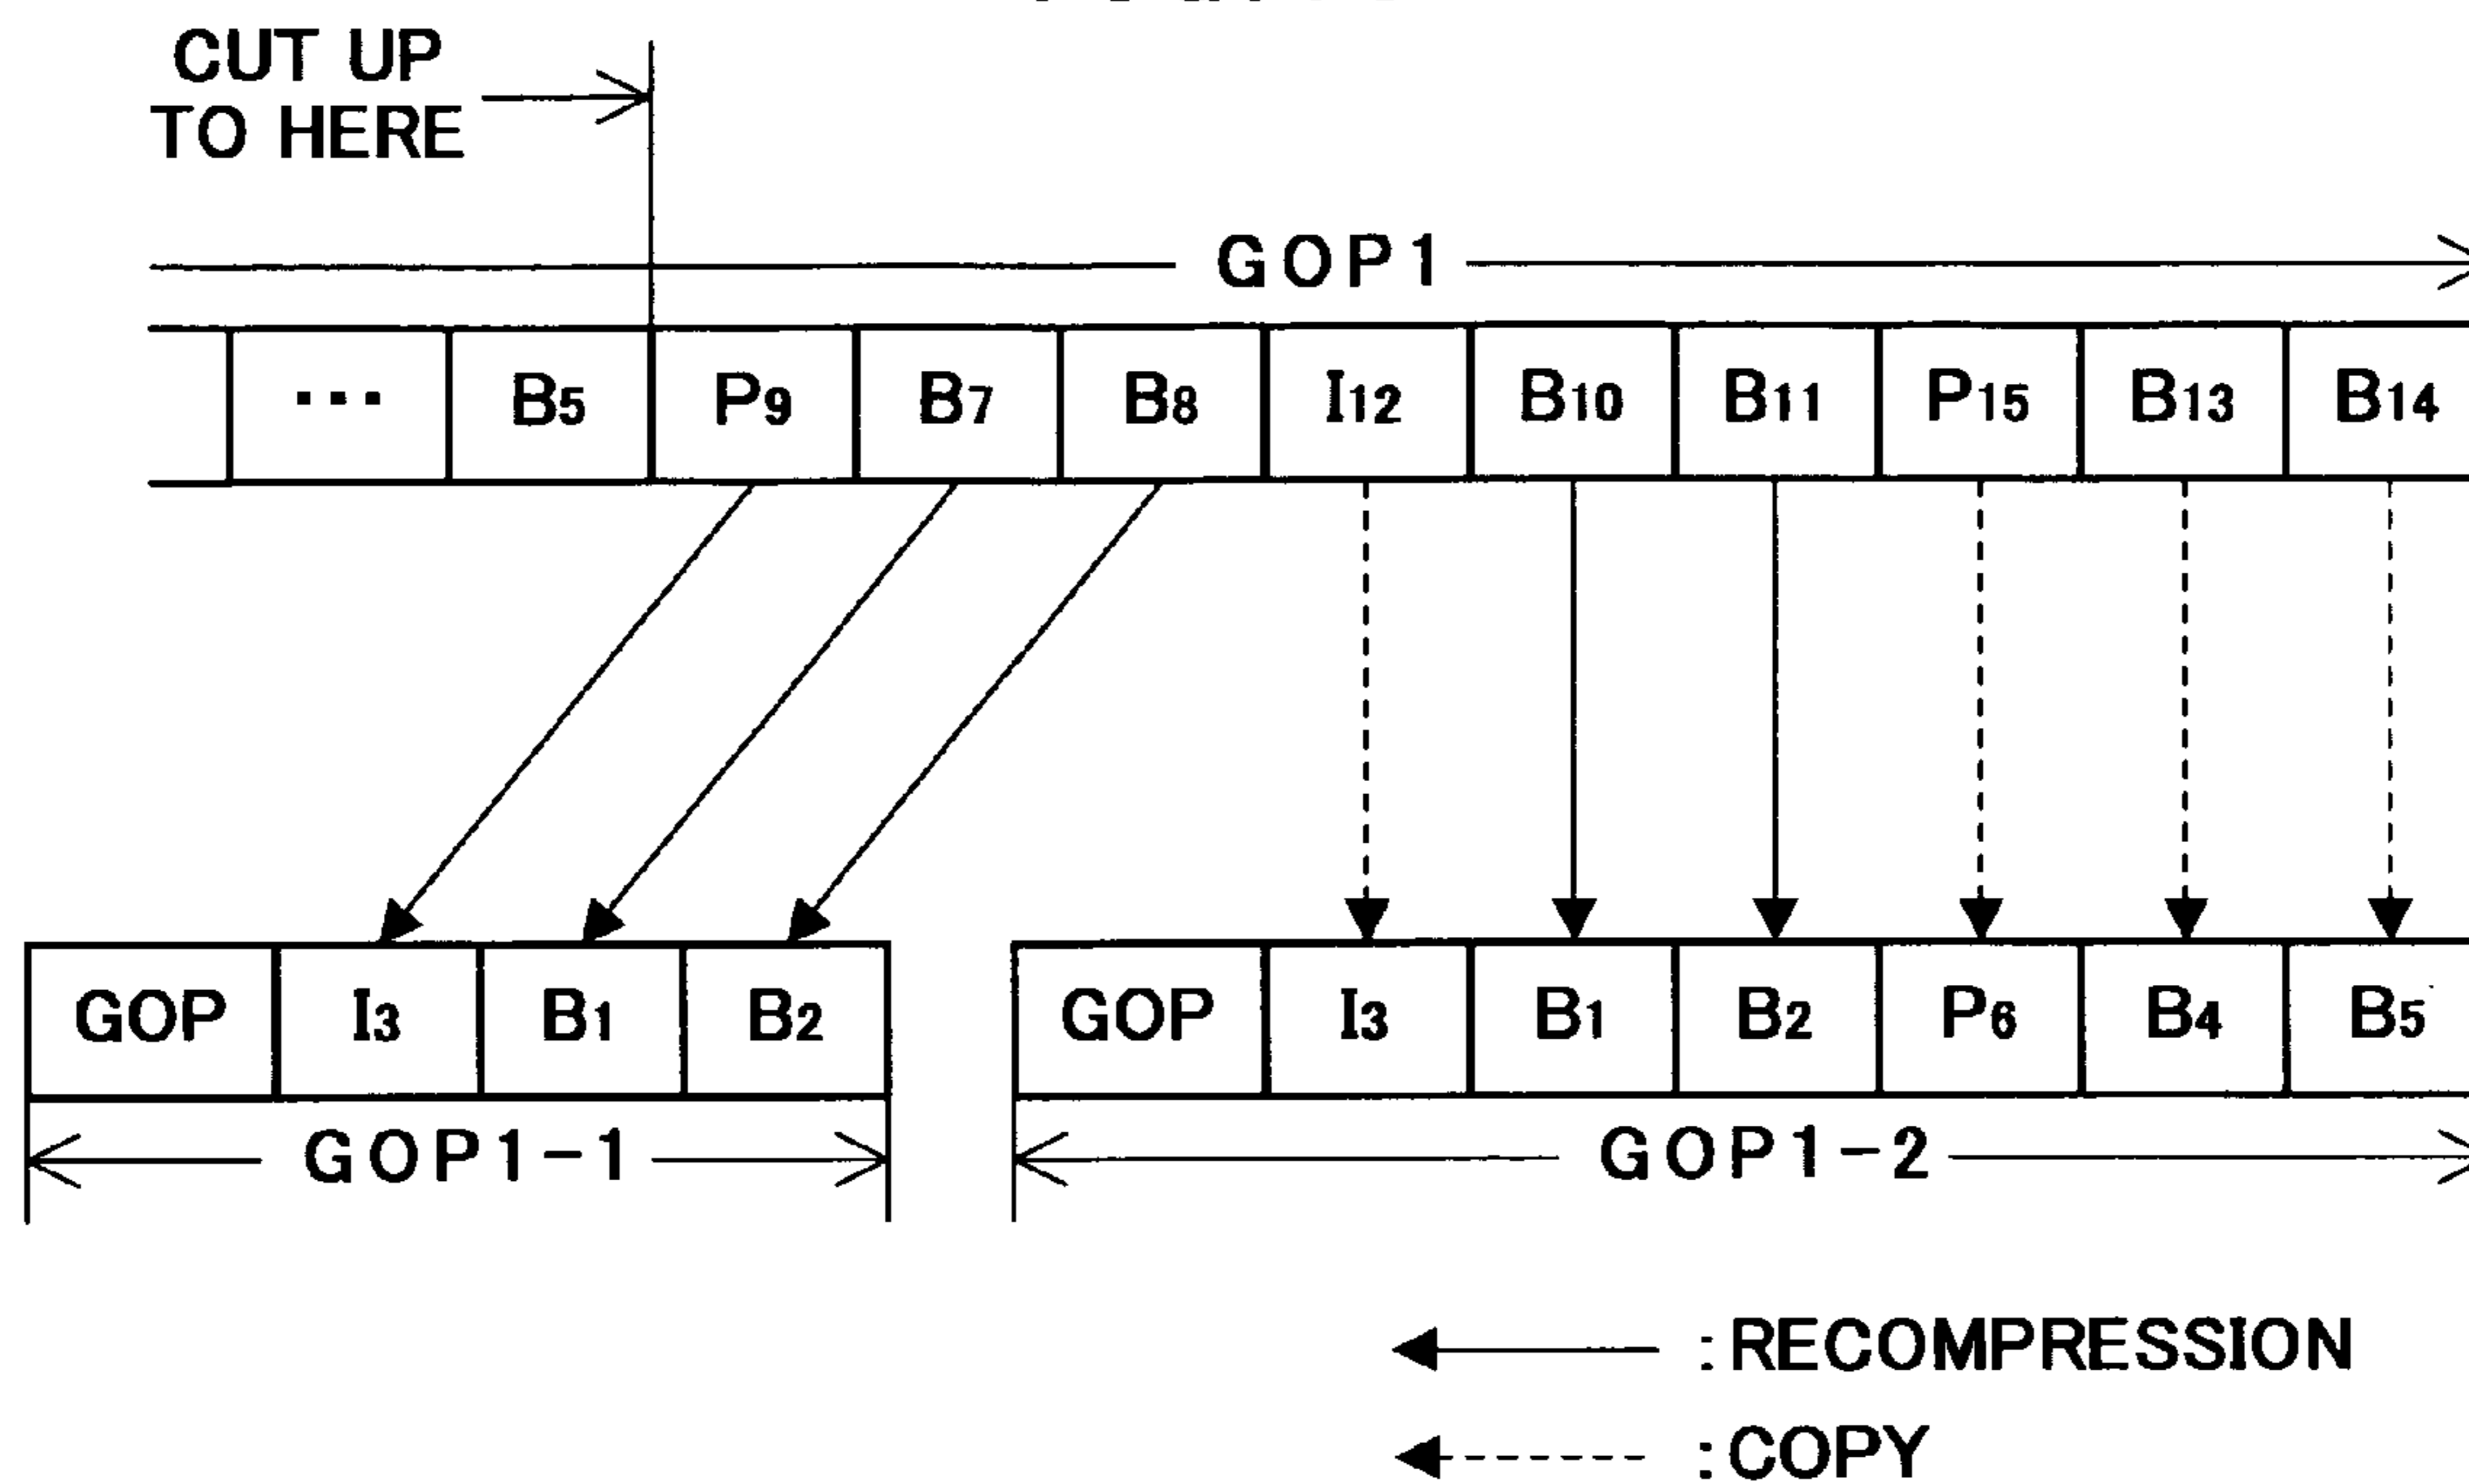 CUT UP
TO HERE
GOP1
... B5 P9 B7 B8 I12 B10 B11 P15 B13 B14
GOP I3 B1 B2 GOP I3 B1 B2 P6 B4 B5
GOP1-1 GOP1-2
:RECOMPRESSION
:COPY